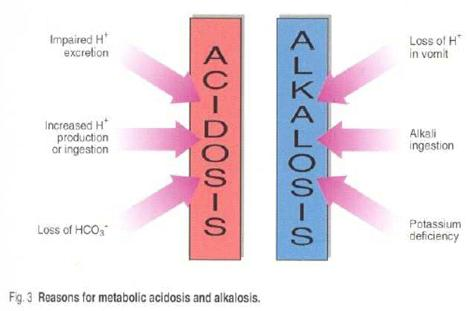 Impaired H⁺
excretion
Increased H⁺
production
or ingestion
Loss of HCO₃⁻
ACIDOSIS
ALKALOSIS
Loss of H⁺
in vomit
Alkali
ingestion
Potassium
deficiency
Fig. 3 Reasons for metabolic acidosis and alkalosis.